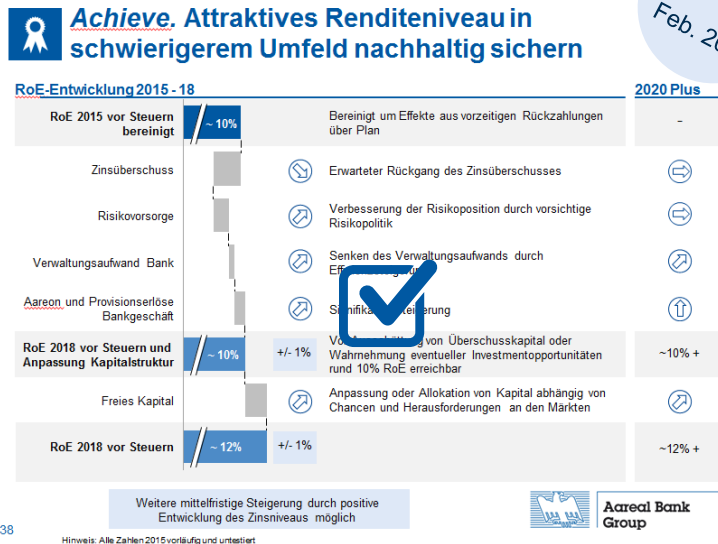 Achieve. Attraktives Renditeniveau in
schwierigerem Umfeld nachhaltig sichern
Feb.
RoE-Entwicklung 2015 - 18
2020 Plus
RoE 2015 vor Steuern
bereinigt
~ 10%
Bereinigt um Effekte aus vorzeitigen Rückzahlungen
über Plan
-
Zinsüberschuss
Erwarteter Rückgang des Zinsüberschusses
Risikovorsorge
Verbesserung der Risikoposition durch vorsichtige
Risikopolitik
Verwaltungsaufwand Bank
Senken des Verwaltungsaufwands durch
Aareon und Provisionserlöse
Bankgeschäft
RoE 2018 vor Steuern und
Anpassung Kapitalstruktur
~ 10%
+/- 1%
von Überschusskapital oder
Wahrnehmung eventueller Investmentopportunitäten
rund 10% RoE erreichbar
~10% +
Freies Kapital
Anpassung oder Allokation von Kapital abhängig von
Chancen und Herausforderungen an den Märkten
RoE 2018 vor Steuern
~ 12%
+/- 1%
~12% +
Weitere mittelfristige Steigerung durch positive
Entwicklung des Zinsniveaus möglich
Aareal Bank
Group
38
Hinweis: Alle Zahlen 2015 vorläufig und untestiert